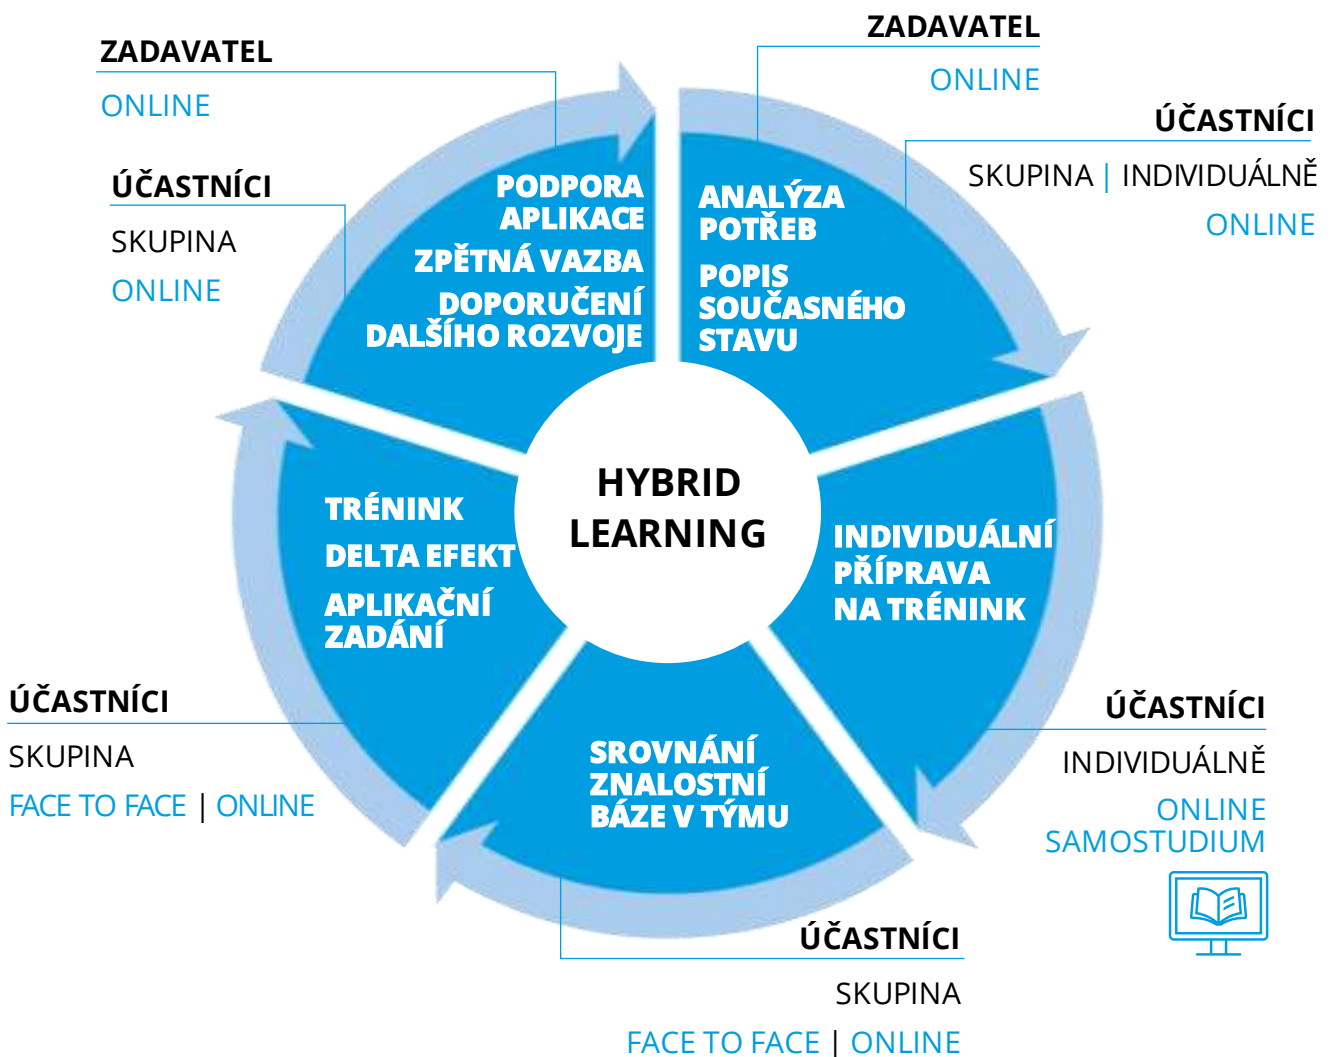 ZADAVATEL
ONLINE
ZADAVATEL
ONLINE
ÚČASTNÍCI
SKUPINA | INDIVIDUÁLNĚ
ONLINE
ÚČASTNÍCI
SKUPINA
ONLINE
PODPORA
APLIKACE
ZPĚTNÁ VAZBA
DOPORUČENÍ
DALŠÍHO ROZVOJE
ANALÝZA
POTŘEB
POPIS
SOUČASNÉHO
STAVU
HYBRID
LEARNING
TRÉNINK
DELTA EFEKT
APLIKAČNÍ
ZADÁNÍ
INDIVIDUÁLNÍ
PŘÍPRAVA
NA TRÉNINK
SROVNÁNÍ
ZNALOSTNÍ
BÁZE V TÝMU
ÚČASTNÍCI
SKUPINA
FACE TO FACE | ONLINE
ÚČASTNÍCI
INDIVIDUÁLNĚ
ONLINE
SAMOSTUDIUM
ÚČASTNÍCI
SKUPINA
FACE TO FACE | ONLINE